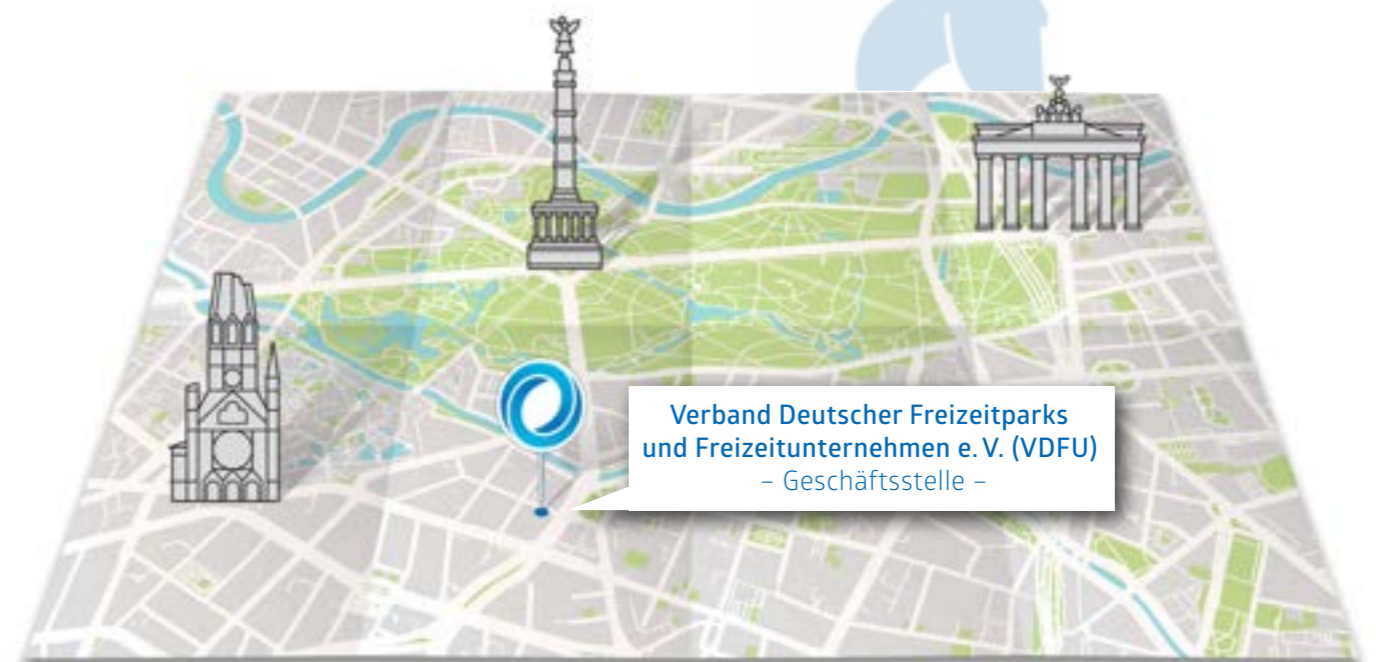 Verband Deutscher Freizeitparks
und Freizeitunternehmen e. V. (VDFU)
– Geschäftsstelle –